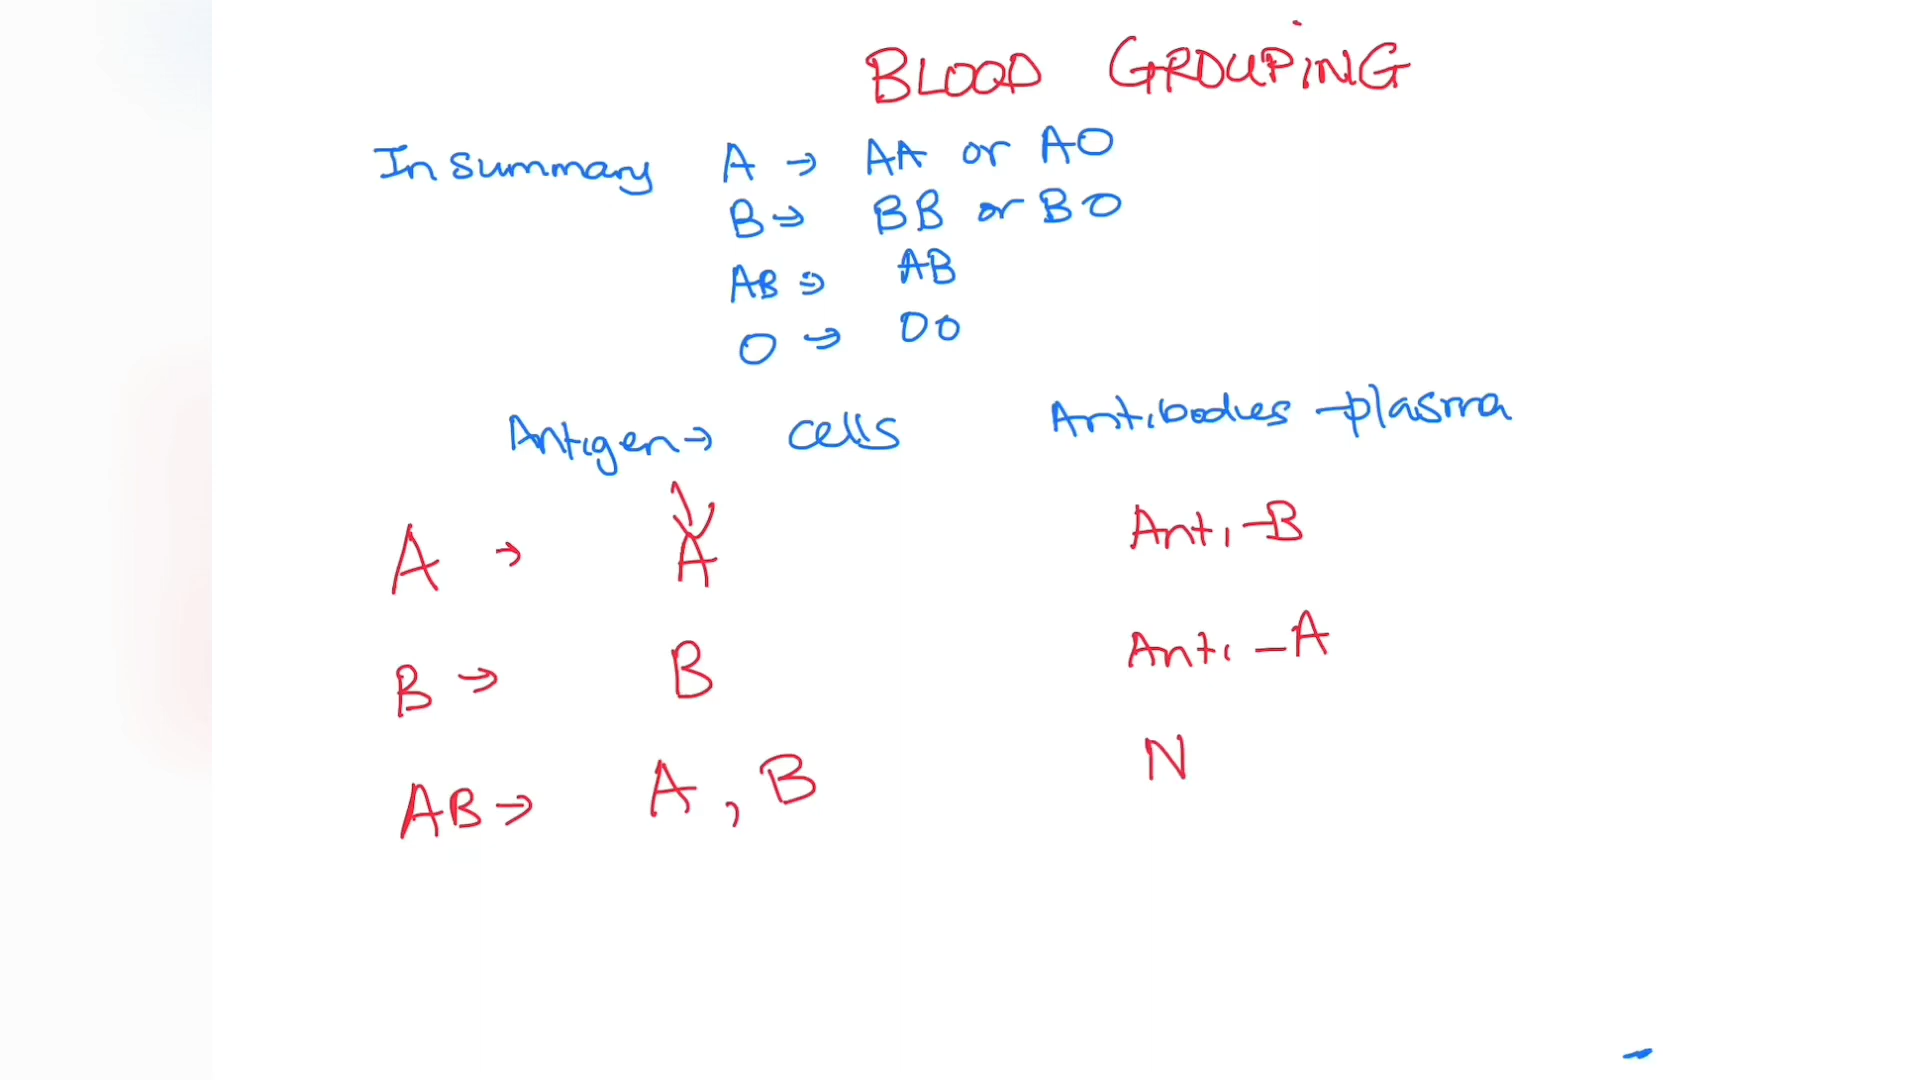 BLOOD GROUPING
In summary A → AA or AO
B → BB or BO
AB → AB
O → OO
Antigen → cells Antibodies - plasma
A → A Anti-B
B → B Anti-A
AB → A, B N